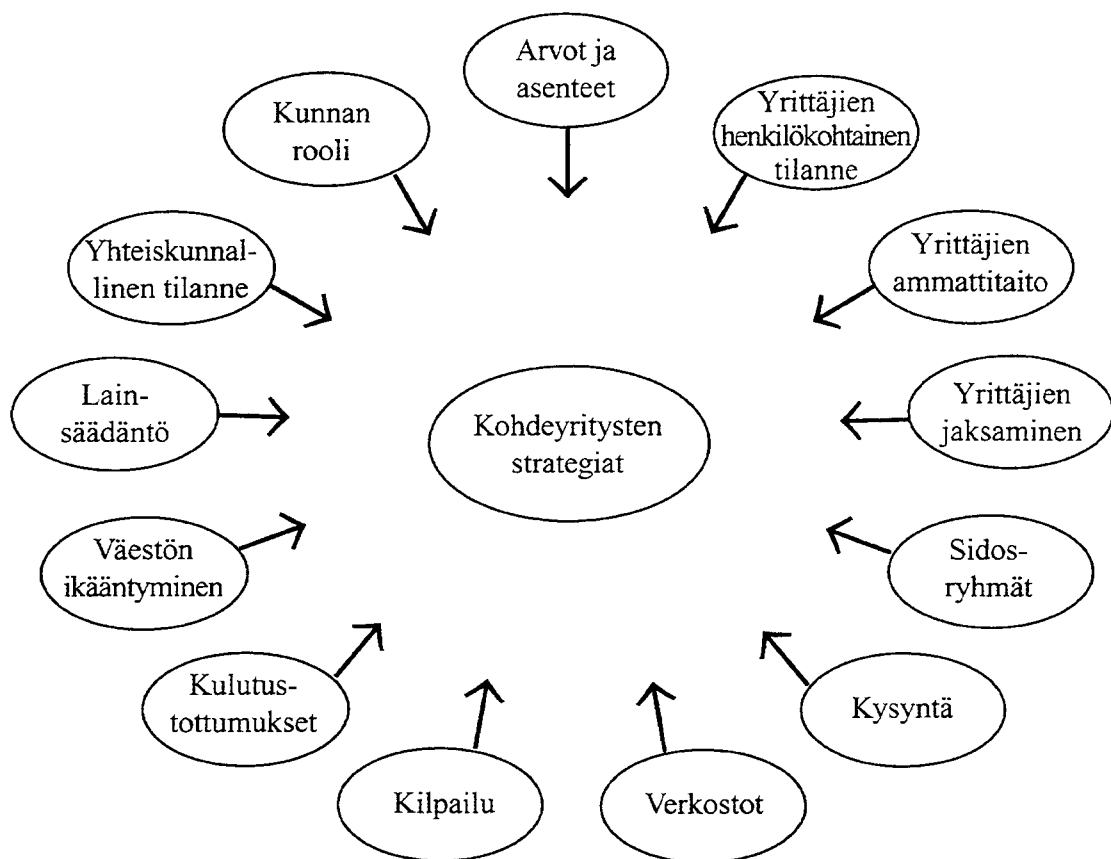 Arvot ja
asenteet
Yrittäjien
henkilökohtainen
tilanne
Yrittäjien
ammattitaito
Yrittäjien
jaksaminen
Sidos-
ryhmät
Kysyntä
Verkostot
Kilpailu
Kulutus-
tottumukset
Väestön
ikääntyminen
Lain-
säädäntö
Yhteiskunnal-
linen tilanne
Kunnan
rooli
Kohdeyritysten
strategiat